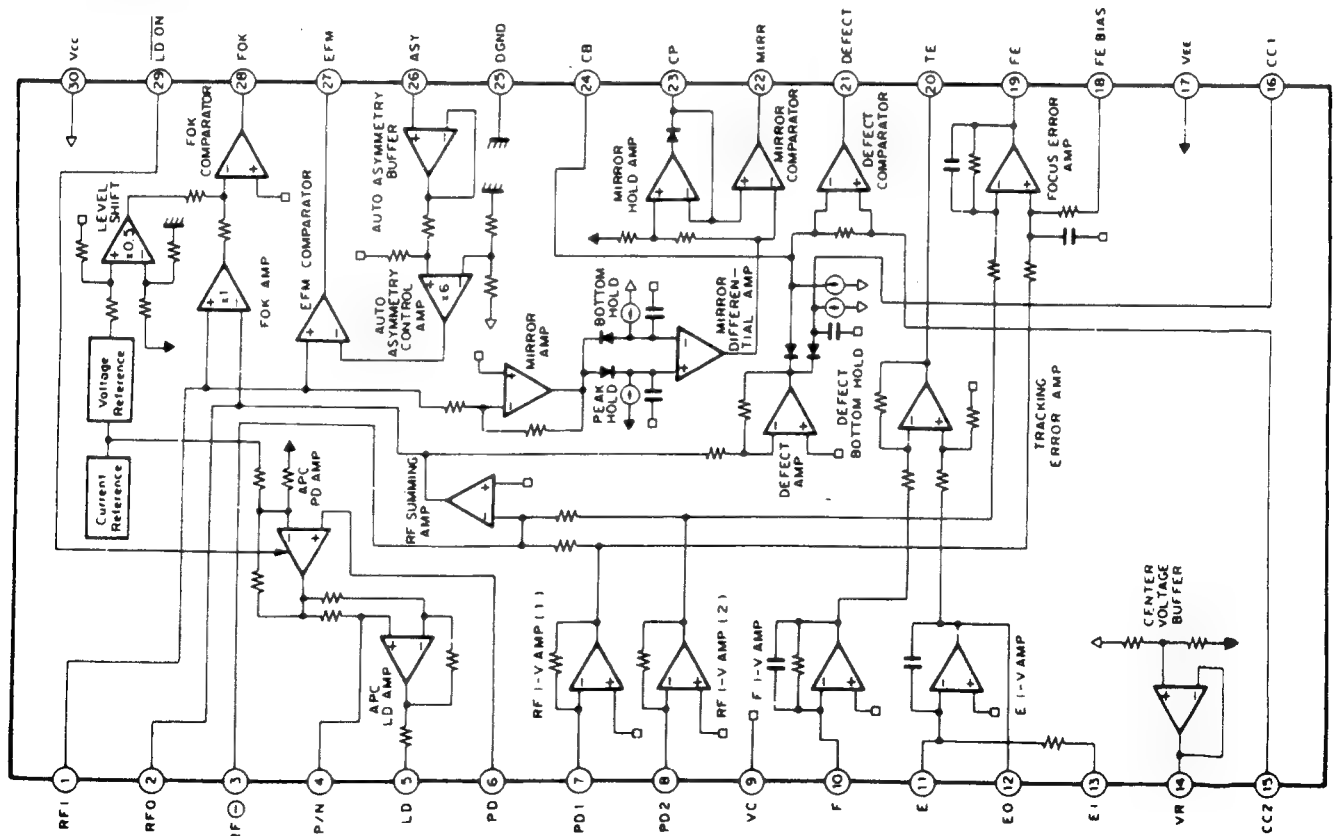 30 Vcc
29 LD ON
28 FOK
27 EFM
26 ASY
25 DGND
24 CB
23 CP
22 MIRR
21 DEFECT
20 TE
19 FE
18 FE BIAS
17 VEE
16 CC1
Current
Reference
Voltage
Reference
LEVEL
SHIFT
×0.5
FOK
COMPARATOR
×1
FOK AMP
EFM COMPARATOR
AUTO ASYMMETRY
BUFFER
AUTO
ASYMMETRY
CONTROL
AMP
×6
MIRROR
AMP
BOTTOM
HOLD
PEAK
HOLD
MIRROR
DIFFEREN-
TIAL AMP
MIRROR
HOLD AMP
MIRROR
COMPARATOR
DEFECT
COMPARATOR
FOCUS ERROR
AMP
APC
PD AMP
APC
LD AMP
RF SUMMING
AMP
DEFECT
AMP
DEFECT
BOTTOM HOLD
TRACKING
ERROR AMP
RF I-V AMP (1)
RF I-V AMP (2)
F I-V AMP
E I-V AMP
CENTER
VOLTAGE
BUFFER
1 RFI
2 RFO
3 RF ⊖
4 P/N
5 LD
6 PD
7 PD1
8 PD2
9 VC
10 F
11 E
12 EO
13 EI
14 VR
15 CC2